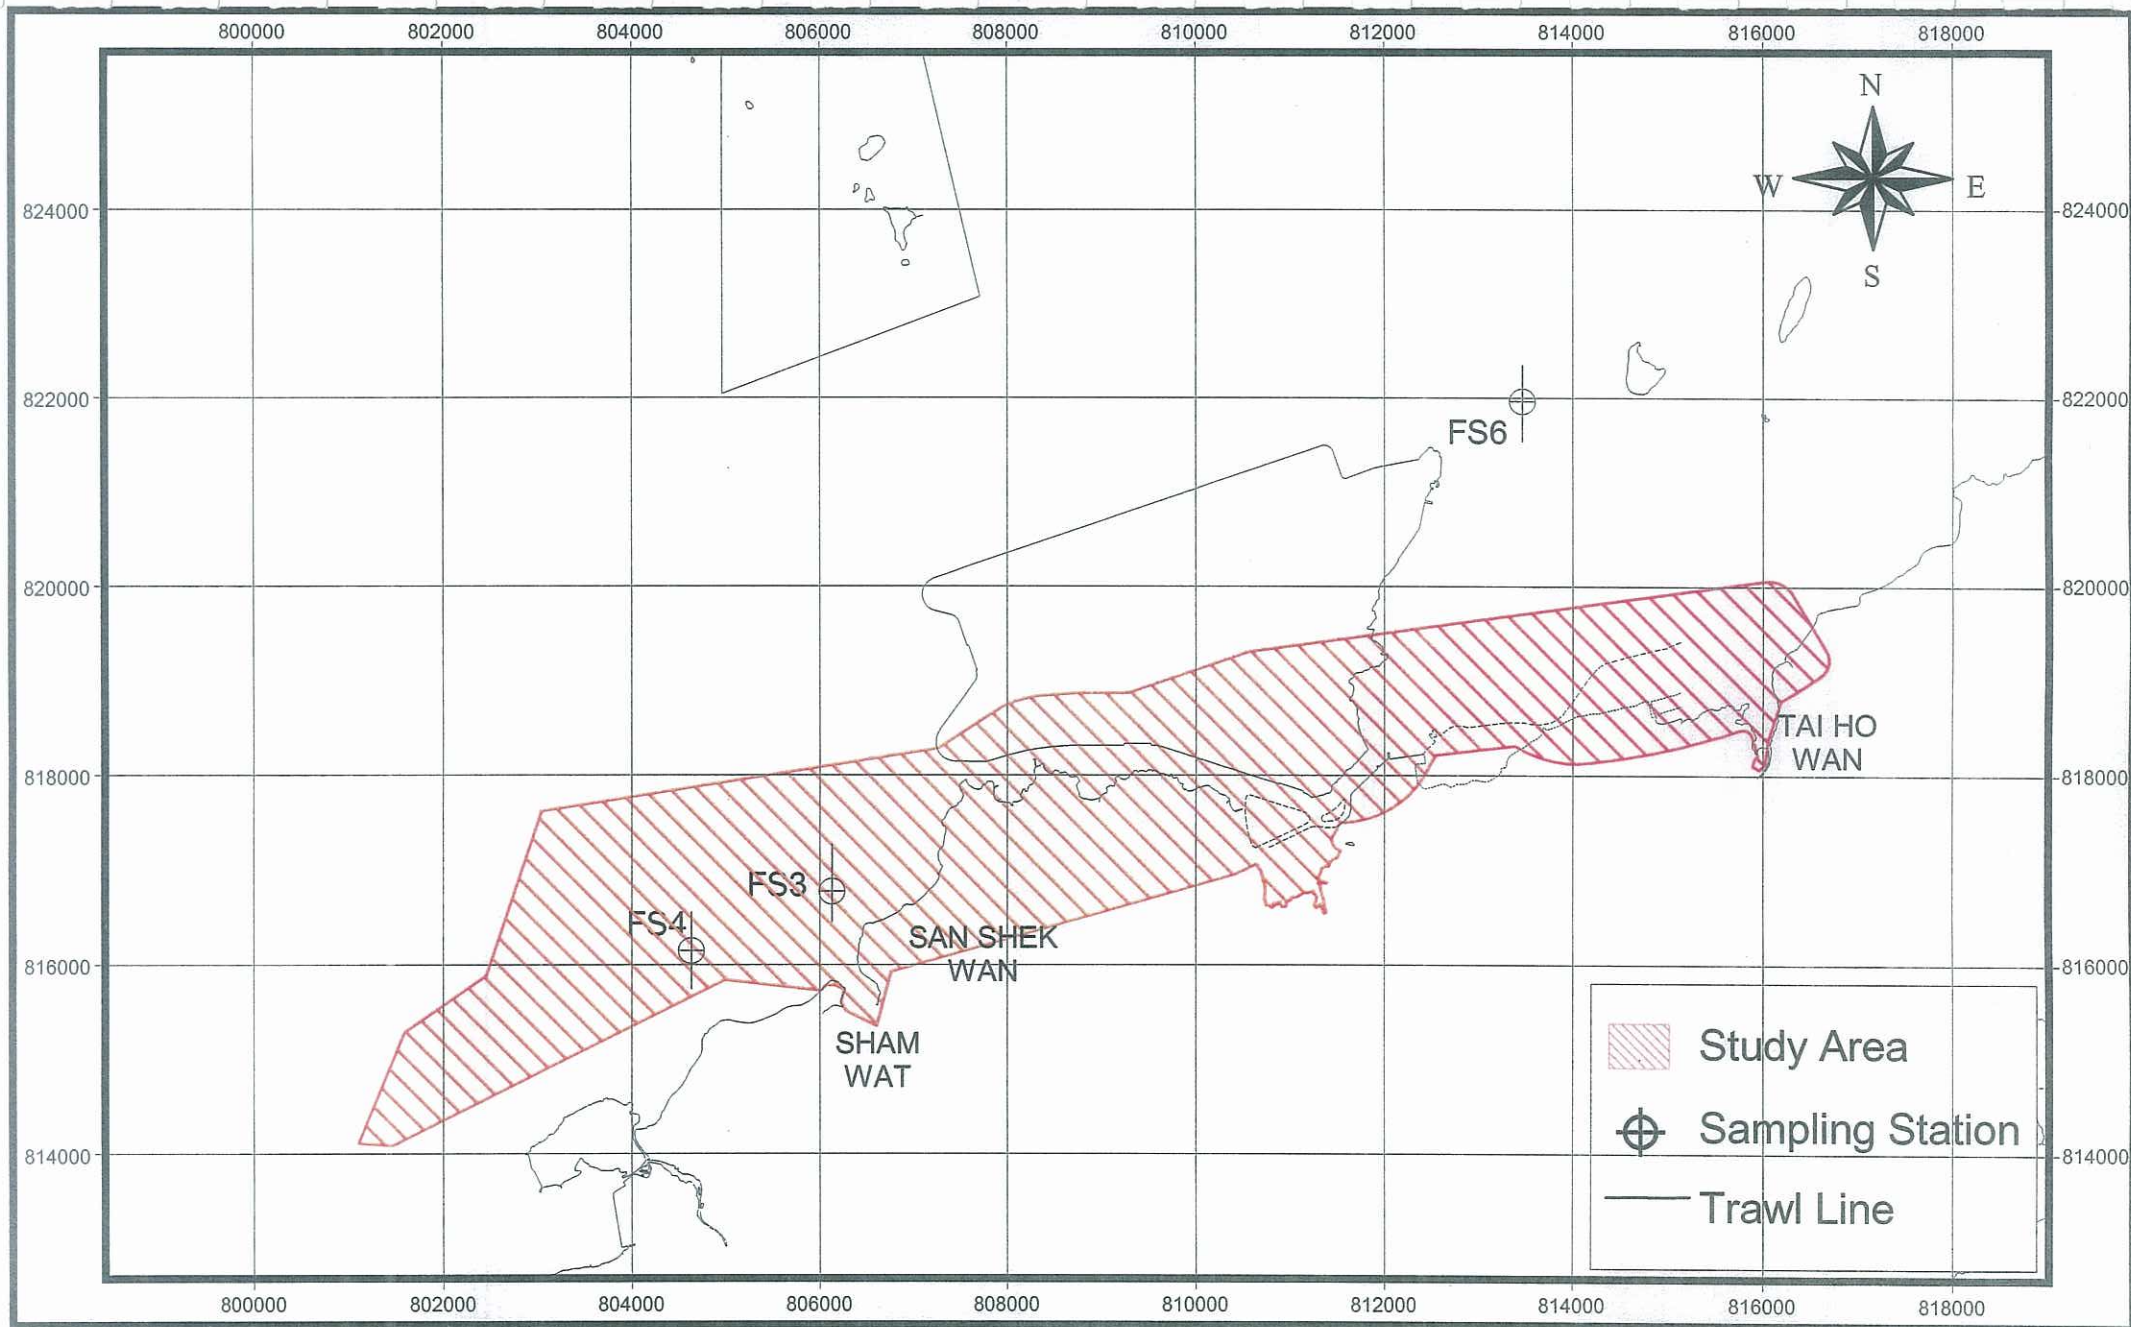 800000 802000 804000 806000 808000 810000 812000 814000 816000 818000
N
W E
S
824000 824000
822000 822000
FS6
820000 820000
TAI HO
WAN
818000 818000
FS3
FS4
SAN SHEK
WAN
816000 816000
SHAM
WAT
Study Area
Sampling Station
814000 814000
Trawl Line
800000 802000 804000 806000 808000 810000 812000 814000 816000 818000